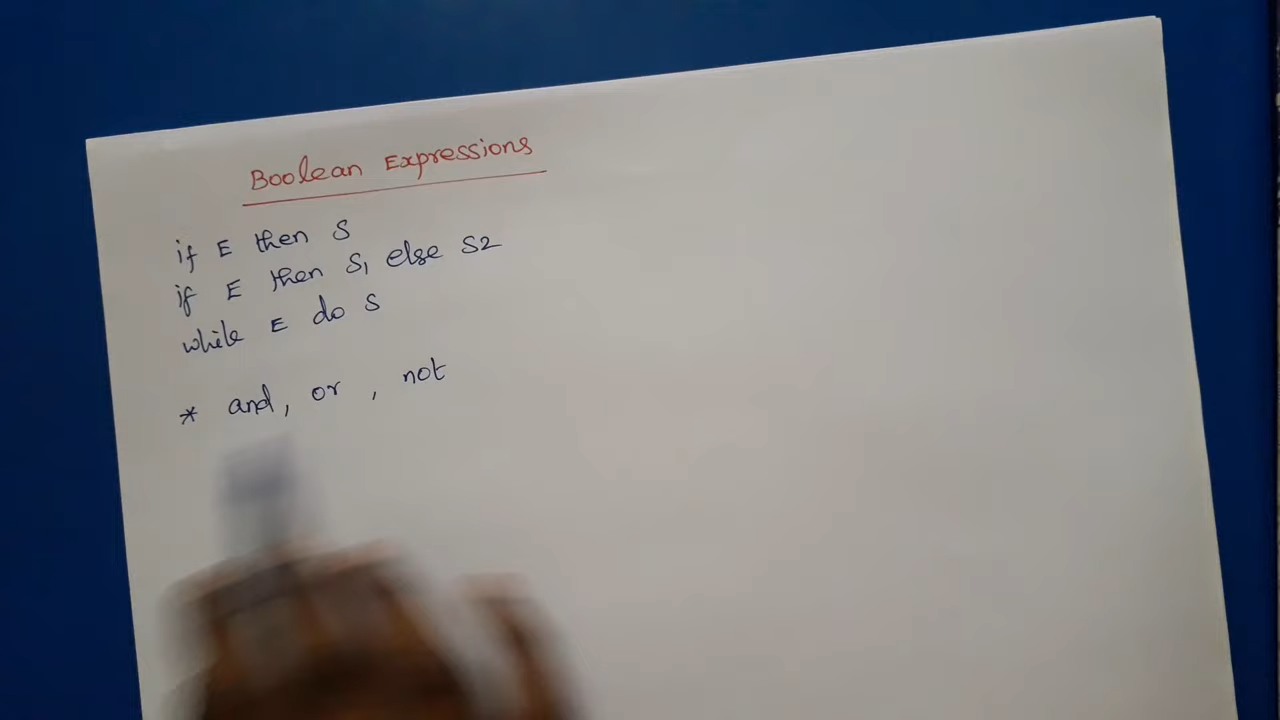 Boolean Expressions
if E then S
if E then S1 else S2
while E do S
* and, or, not